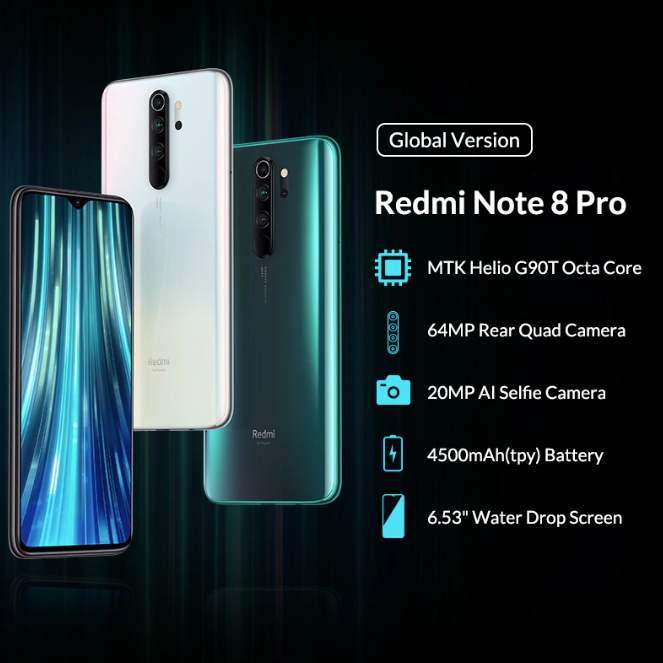 Global Version
Redmi Note 8 Pro
MTK Helio G90T Octa Core
64MP Rear Quad Camera
20MP AI Selfie Camera
4500mAh(tpy) Battery
6.53" Water Drop Screen
Redmi
Redmi